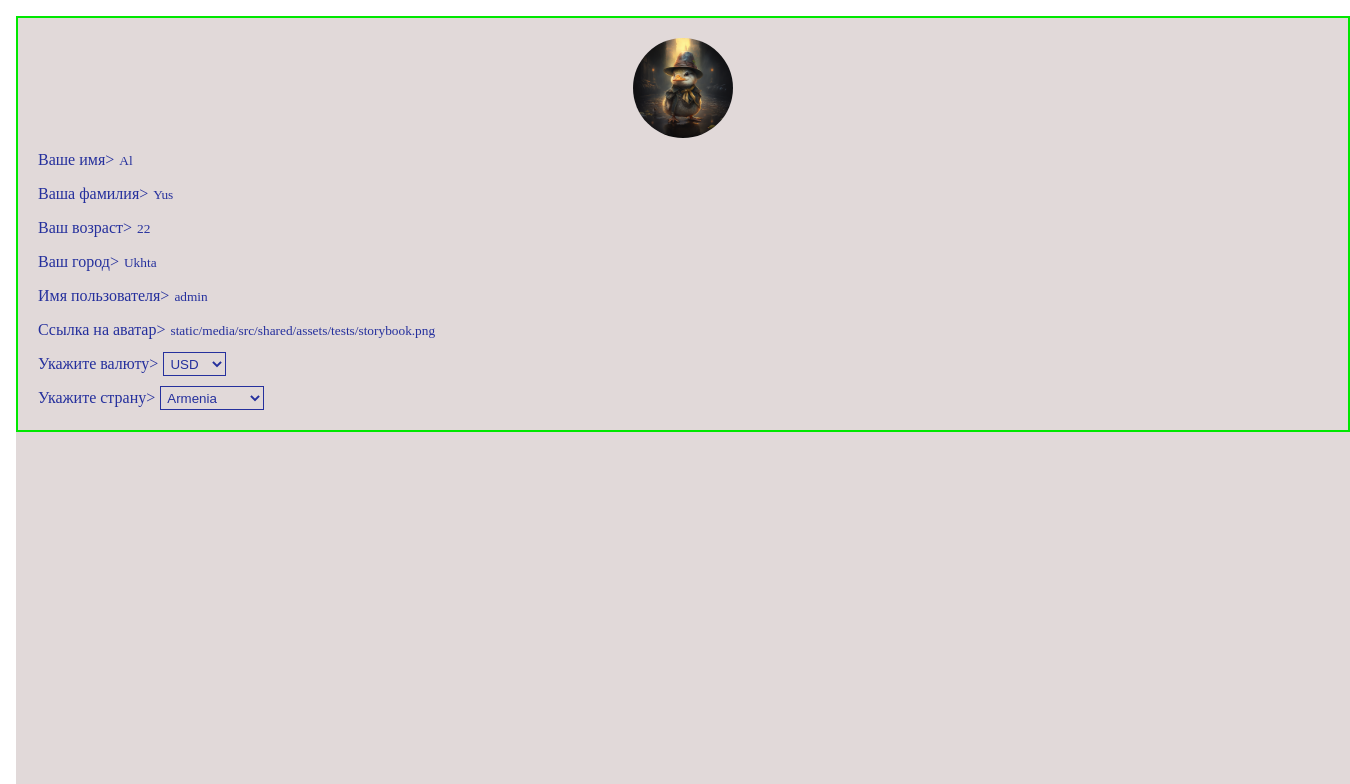 Ваше имя> Al
Ваша фамилия> Yus
Ваш возраст> 22
Ваш город> Ukhta
Имя пользователя> admin
Ссылка на аватар> static/media/src/shared/assets/tests/storybook.png
Укажите валюту> USD
Укажите страну> Armenia